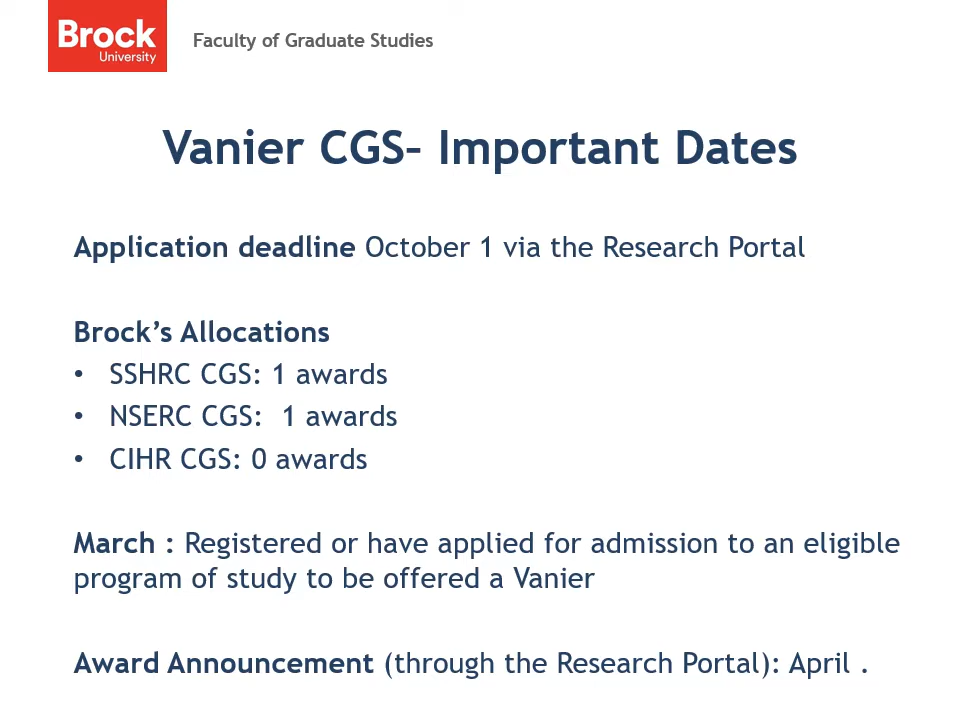 Brock
University
Faculty of Graduate Studies
Vanier CGS– Important Dates
Application deadline October 1 via the Research Portal
Brock’s Allocations
• SSHRC CGS: 1 awards
• NSERC CGS:  1 awards
• CIHR CGS: 0 awards
March : Registered or have applied for admission to an eligible
program of study to be offered a Vanier
Award Announcement (through the Research Portal): April .